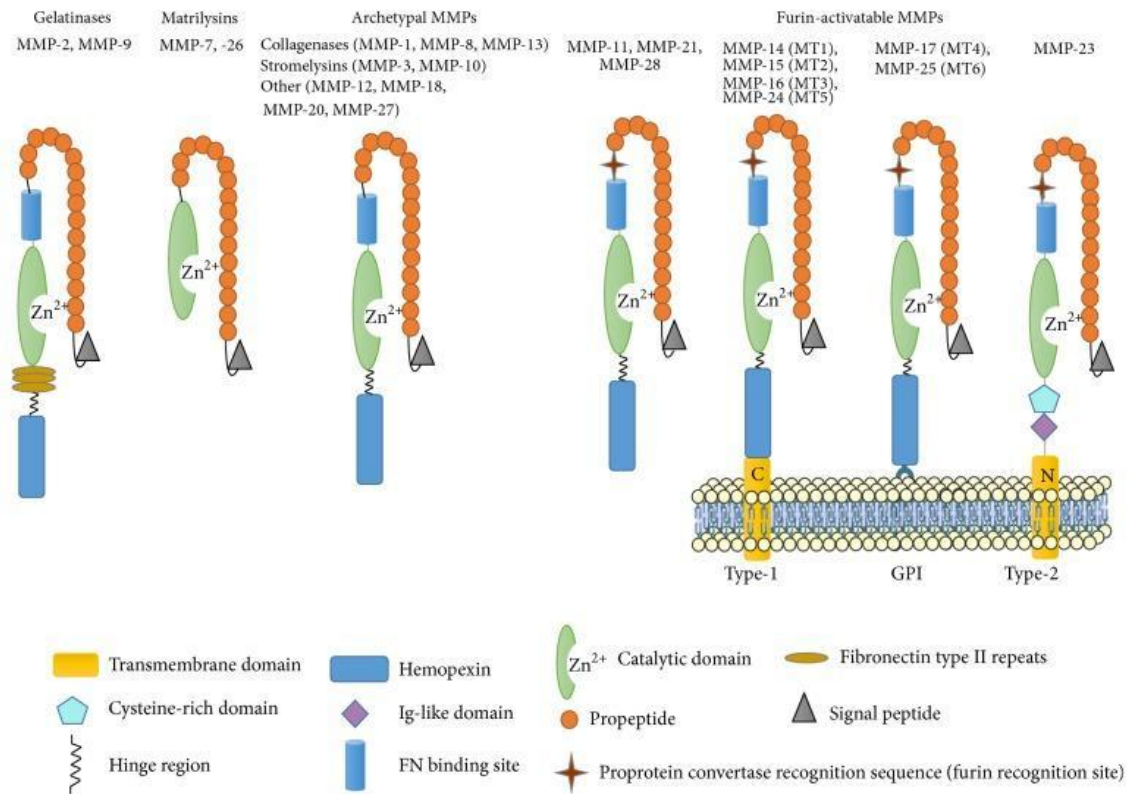 Gelatinases
MMP-2, MMP-9
Matrilysins
MMP-7, -26
Archetypal MMPs
Collagenases (MMP-1, MMP-8, MMP-13)
Stromelysins (MMP-3, MMP-10)
Other (MMP-12, MMP-18,
MMP-20, MMP-27)
Furin-activatable MMPs
MMP-11, MMP-21,
MMP-28
MMP-14 (MT1),
MMP-15 (MT2),
MMP-16 (MT3),
MMP-24 (MT5)
MMP-17 (MT4),
MMP-25 (MT6)
MMP-23
Zn2+
Zn2+
Zn2+
Zn2+
Zn2+
Zn2+
Zn2+
C
N
Type-1
GPI
Type-2
Transmembrane domain
Cysteine-rich domain
Hinge region
Hemopexin
Ig-like domain
FN binding site
Zn2+ Catalytic domain
Propeptide
Fibronectin type II repeats
Signal peptide
Proprotein convertase recognition sequence (furin recognition site)